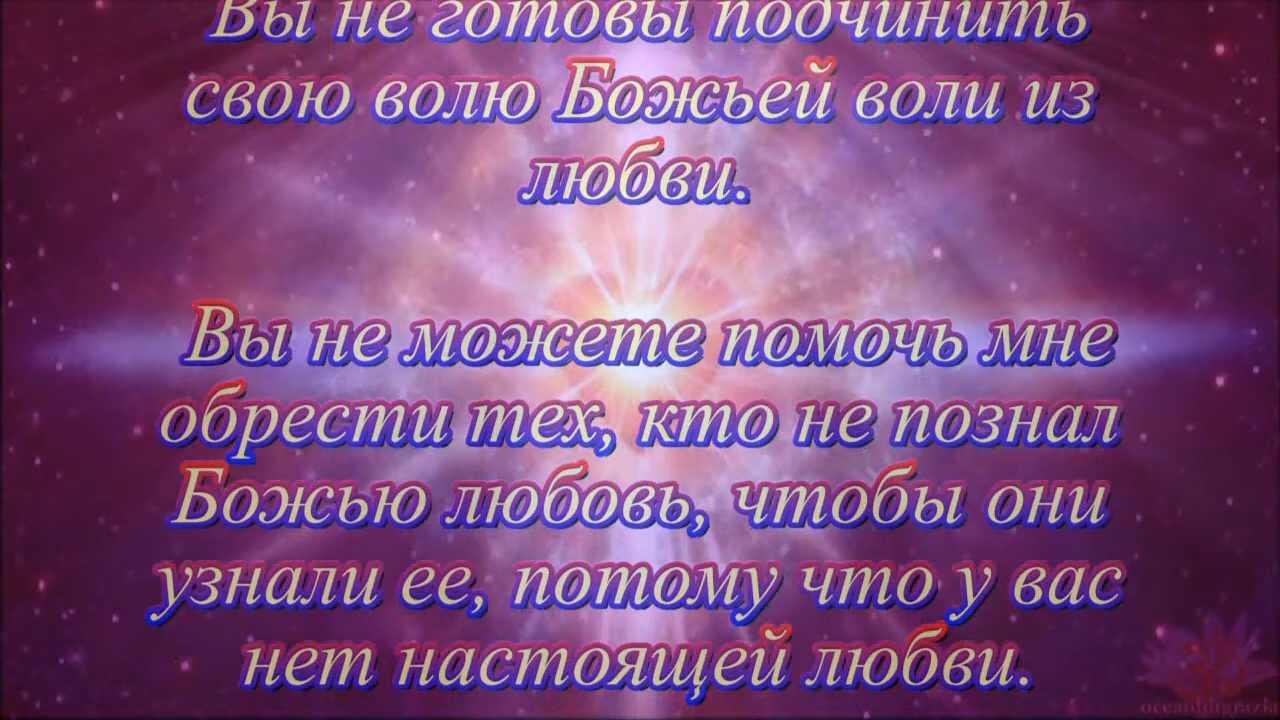 Вы не готовы подчинить
свою волю Божьей воли из
любви.
Вы не можете помочь мне
обрести тех, кто не познал
Божью любовь, чтобы они
узнали ее, потому что у вас
нет настоящей любви.